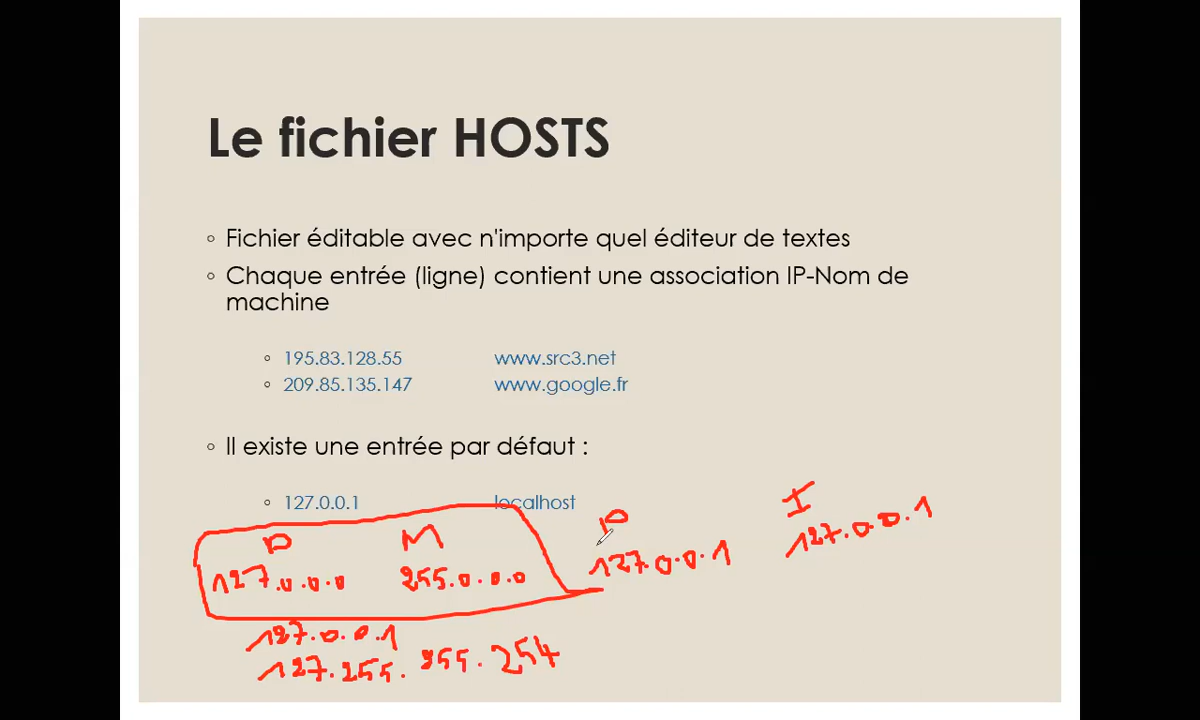 Le fichier HOSTS
Fichier éditable avec n'importe quel éditeur de textes
Chaque entrée (ligne) contient une association IP-Nom de
machine
195.83.128.55 www.src3.net
209.85.135.147 www.google.fr
Il existe une entrée par défaut :
127.0.0.1 localhost
D M P I
127.0.0.0 255.0.0.0 127.0.0.1 127.0.0.1
127.0.0.1
127.255.255.254